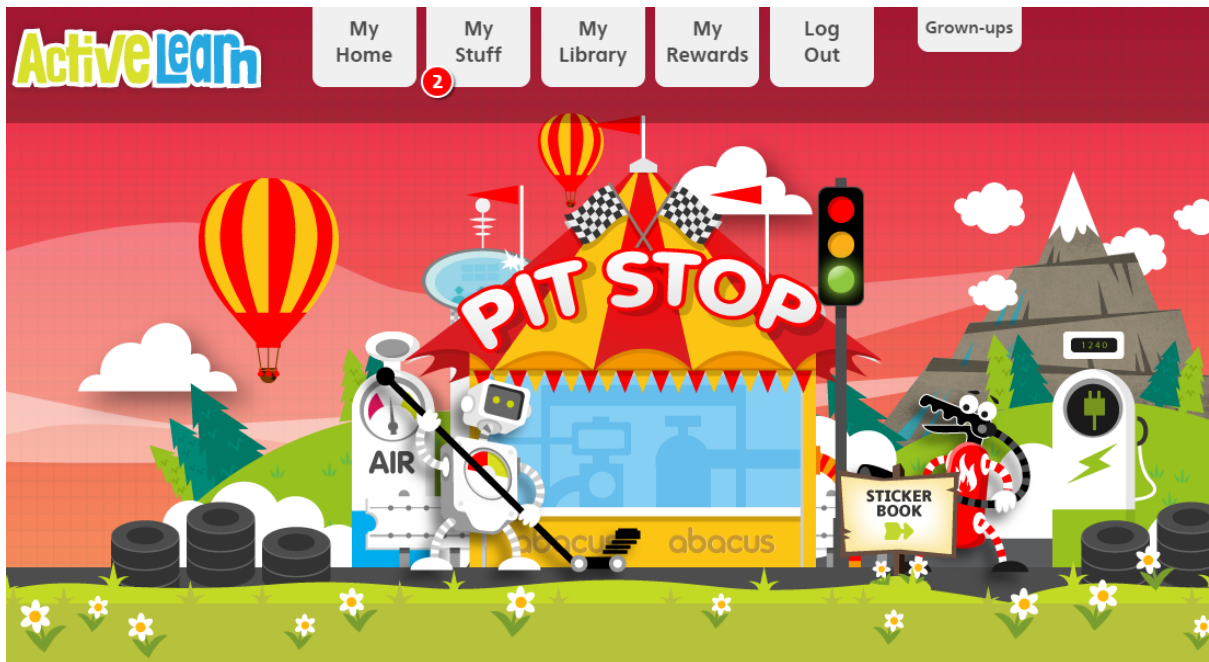 ActiveLearn
My
Home
My
Stuff
2
My
Library
My
Rewards
Log
Out
Grown-ups
PIT STOP
1240
AIR
STICKER
BOOK
abacus
abacus